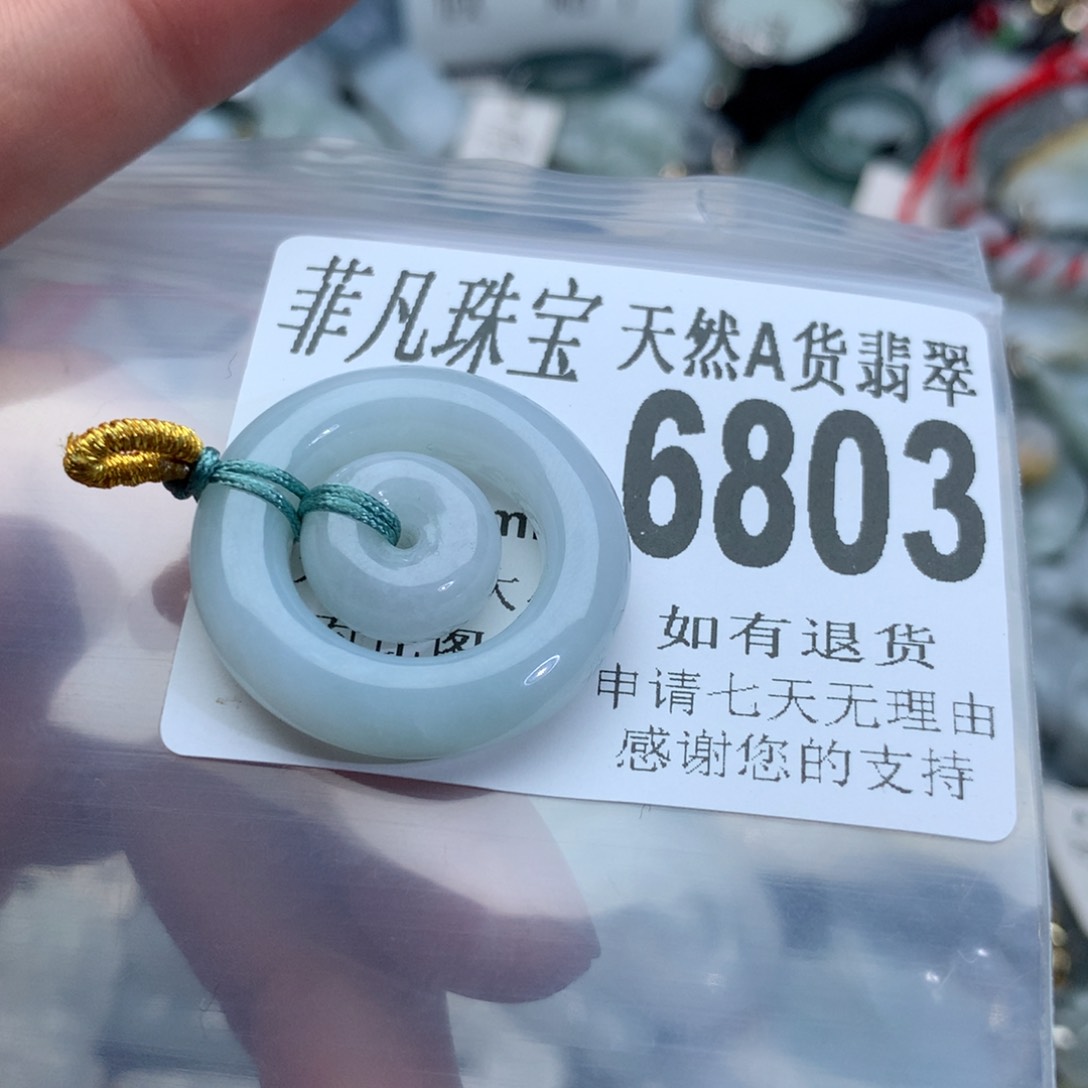 菲凡珠宝 天然A货翡翠
6803
如有退货
申请七天无理由
感谢您的支持